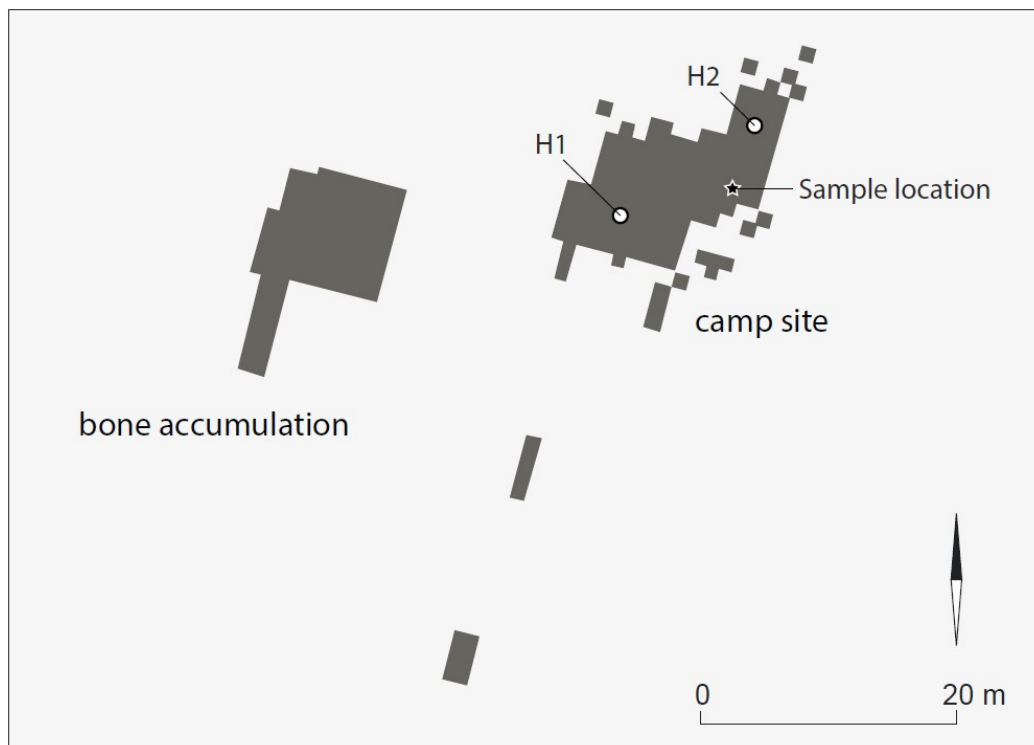 H2
H1
Sample location
camp site
bone accumulation
0 20 m